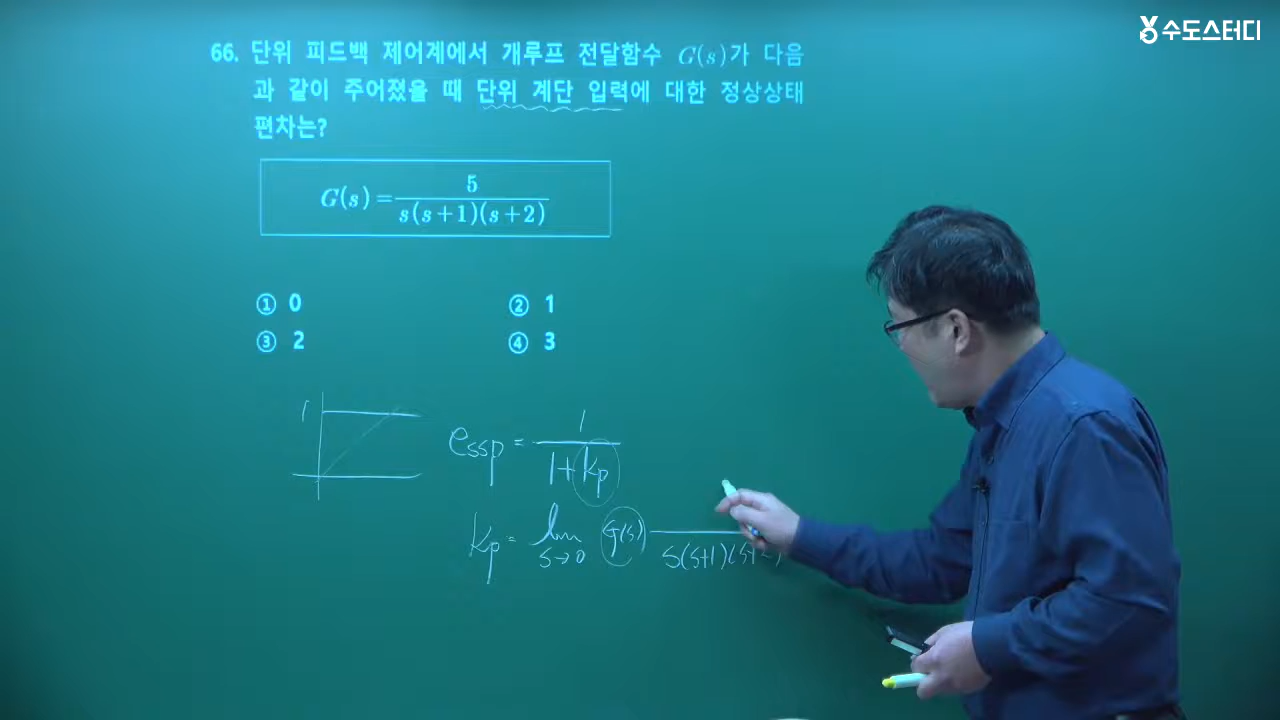 수도스터디
66. 단위 피드백 제어계에서 개루프 전달함수 G(s)가 다음
과 같이 주어졌을 때 단위 계단 입력에 대한 정상상태
편차는?
G(s) = 5 / s(s+1)(s+2)
① 0 ② 1
③ 2 ④ 3
1
essp = 1 / 1+kp
kp = lim s→0 G(s) s(s+1)(s+2)